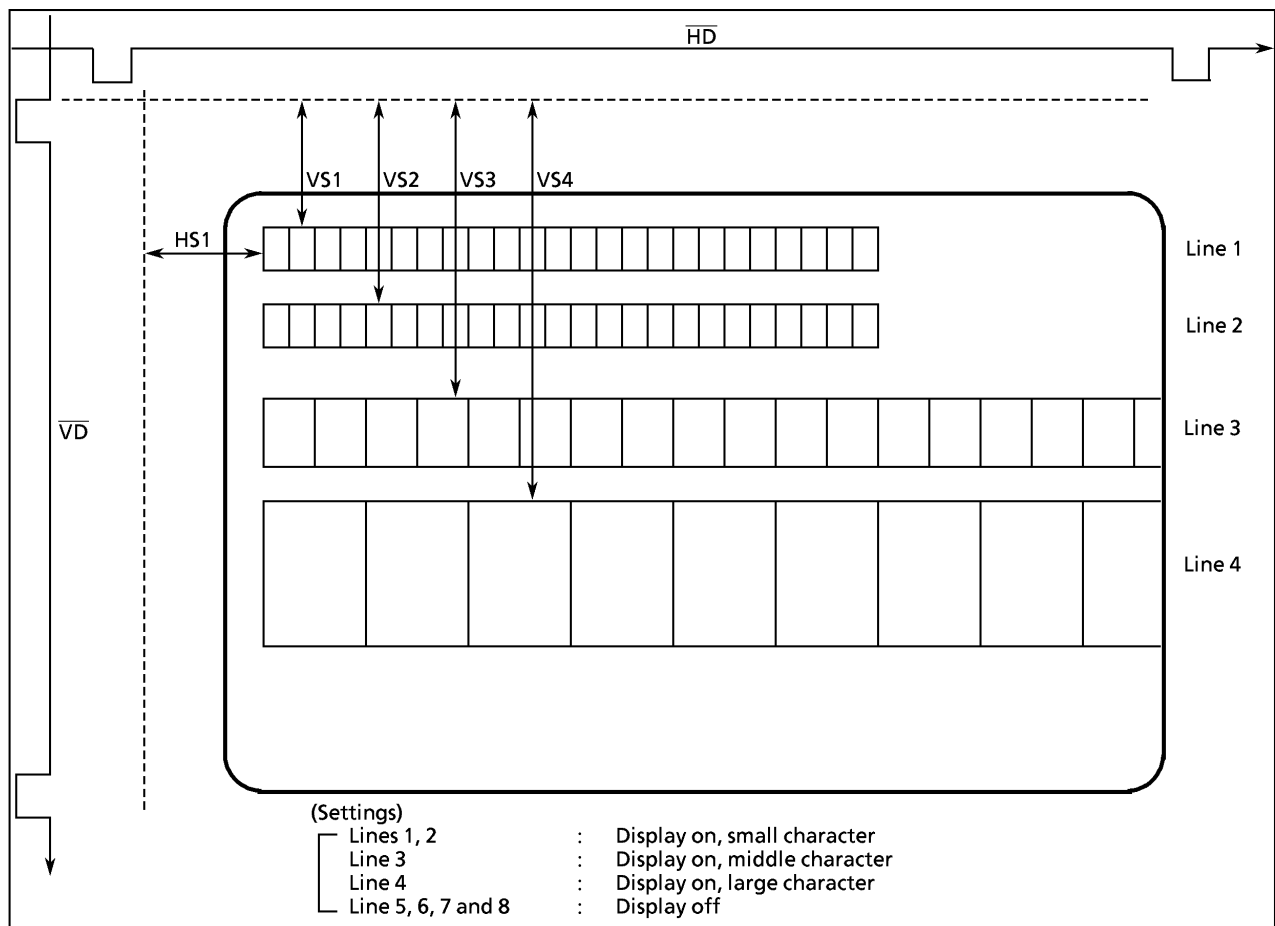 HD
VS1 VS2 VS3 VS4
HS1
Line 1
Line 2
VD
Line 3
Line 4
(Settings)
Lines 1, 2 : Display on, small character
Line 3 : Display on, middle character
Line 4 : Display on, large character
Line 5, 6, 7 and 8 : Display off